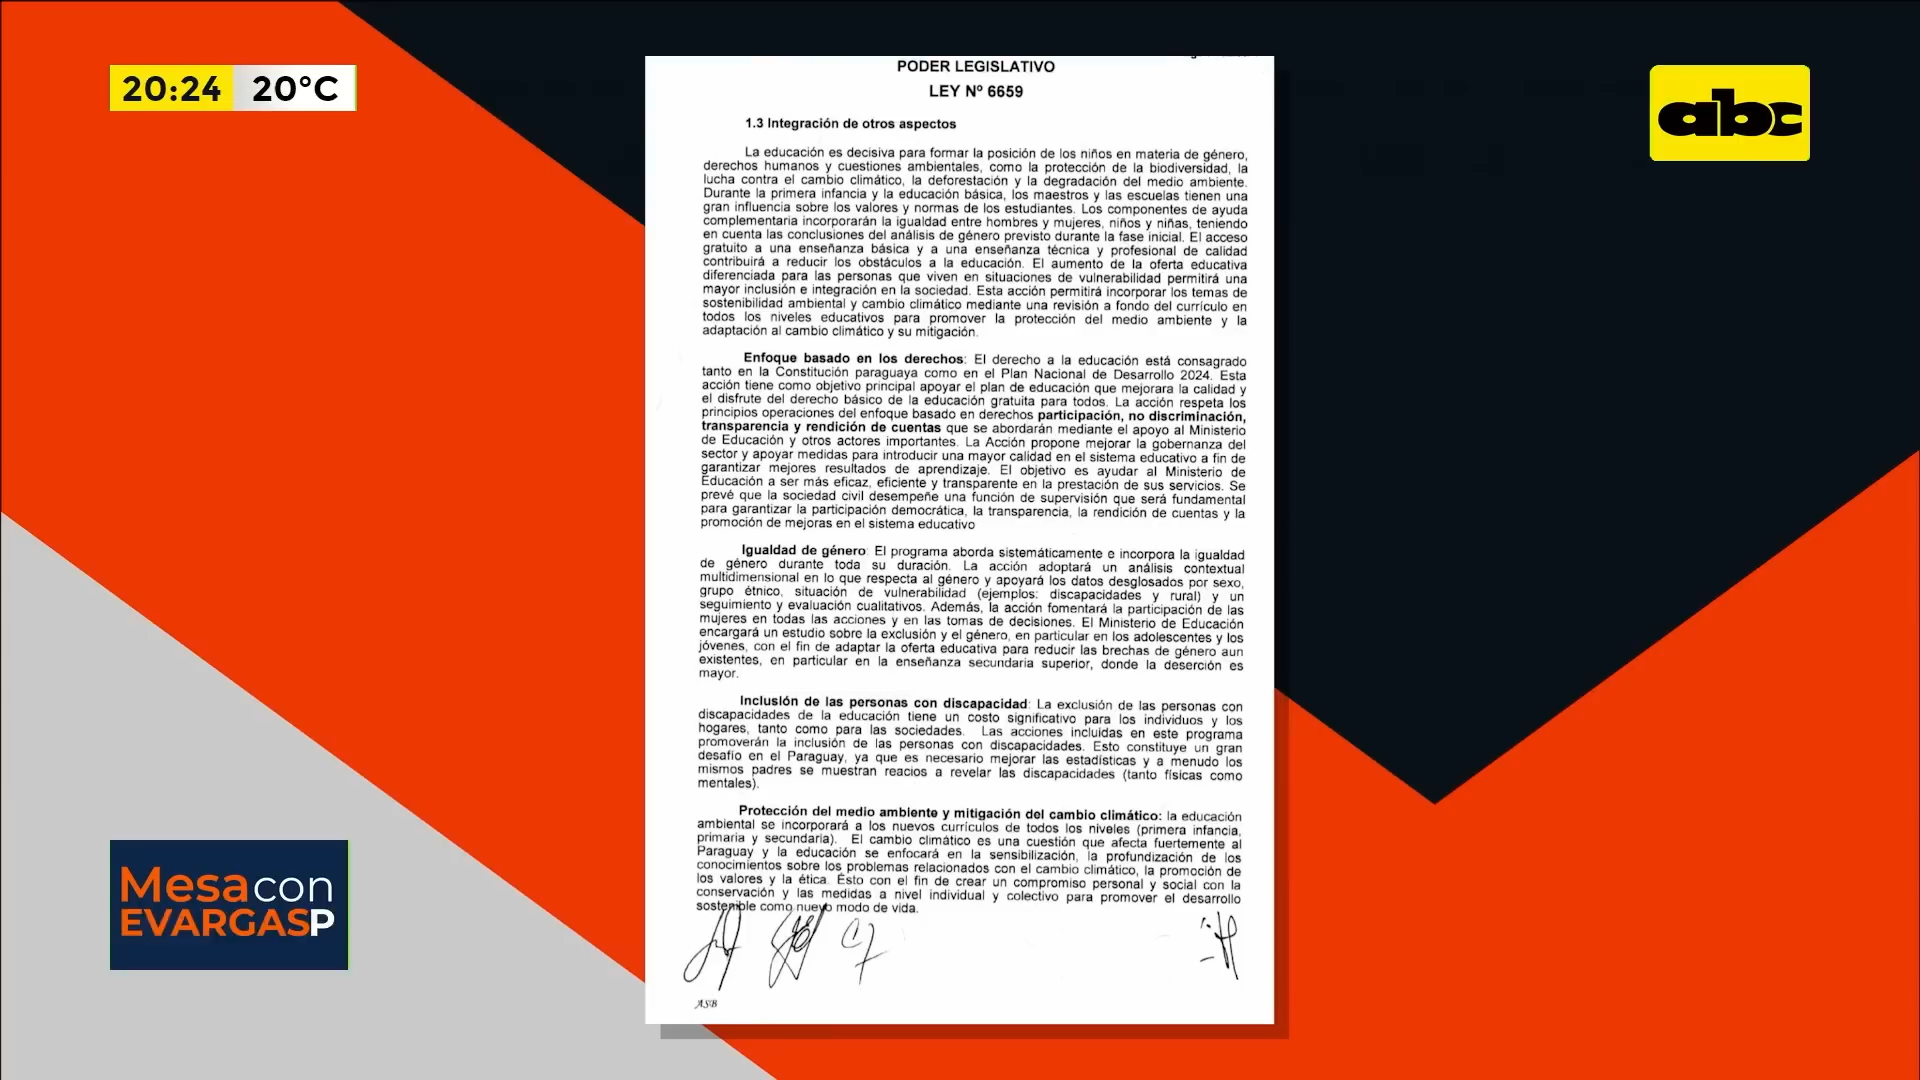 20:24 20°C
abc
PODER LEGISLATIVO
LEY Nº 6659
1.3 Integración de otros aspectos
La educación es decisiva para formar la posición de los niños en materia de género,
derechos humanos y cuestiones ambientales, como la protección de la biodiversidad, la
lucha contra el cambio climático, la deforestación y la degradación del medio ambiente.
Durante la primera infancia y la educación básica, los maestros y las escuelas tienen una
gran influencia sobre los valores y normas de los estudiantes. Los componentes de ayuda
complementaria incorporarán la igualdad entre hombres y mujeres, niños y niñas, teniendo
en cuenta las conclusiones del análisis de género previsto durante la fase inicial. El acceso
gratuito a una enseñanza básica y a una enseñanza técnica y profesional de calidad
contribuirá a reducir los obstáculos a la educación. El aumento de la oferta educativa
diferenciada para las personas que viven en situaciones de vulnerabilidad permitirá una
mayor inclusión e integración en la sociedad. Esta acción permitirá incorporar los temas de
sostenibilidad ambiental y cambio climático mediante una revisión a fondo del currículo en
todos los niveles educativos para promover la protección del medio ambiente y la
adaptación al cambio climático y su mitigación.
Enfoque basado en los derechos: El derecho a la educación está consagrado
tanto en la Constitución paraguaya como en el Plan Nacional de Desarrollo 2024. Esta
acción tiene como objetivo principal apoyar el plan de educación que mejorara la calidad y
el disfrute del derecho básico de la educación gratuita para todos. La acción respeta los
principios operaciones del enfoque basado en derechos participación, no discriminación,
transparencia y rendición de cuentas que se abordarán mediante el apoyo al Ministerio
de Educación y otros actores importantes. La Acción propone mejorar la gobernanza del
sector y apoyar medidas para introducir una mayor calidad en el sistema educativo a fin de
garantizar mejores resultados de aprendizaje. El objetivo es ayudar al Ministerio de
Educación a ser más eficaz, eficiente y transparente en la prestación de sus servicios. Se
prevé que la sociedad civil desempeñe una función de supervisión que será fundamental
para garantizar la participación democrática, la transparencia, la rendición de cuentas y la
promoción de mejoras en el sistema educativo
Igualdad de género: El programa aborda sistemáticamente e incorpora la igualdad
de género durante toda su duración. La acción adoptará un análisis contextual
multidimensional en lo que respecta al género y apoyará los datos desglosados por sexo,
grupo étnico, situación de vulnerabilidad (ejemplos: discapacidades y rural) y un
seguimiento y evaluación cualitativos. Además, la acción fomentará la participación de las
mujeres en todas las acciones y en las tomas de decisiones. El Ministerio de Educación
encargará un estudio sobre la exclusión y el género, en particular en los adolescentes y los
jóvenes, con el fin de adaptar la oferta educativa para reducir las brechas de género aun
existentes, en particular en la enseñanza secundaria superior, donde la deserción es
mayor.
Inclusión de las personas con discapacidad: La exclusión de las personas con
discapacidades de la educación tiene un costo significativo para los individuos y los
hogares, tanto como para las sociedades. Las acciones incluidas en este programa
promoverán la inclusión de las personas con discapacidades. Esto constituye un gran
desafío en el Paraguay, ya que es necesario mejorar las estadísticas y a menudo los
mismos padres se muestran reacios a revelar las discapacidades (tanto físicas como
mentales).
Protección del medio ambiente y mitigación del cambio climático: la educación
ambiental se incorporará a los nuevos currículos de todos los niveles (primera infancia,
primaria y secundaria). El cambio climático es una cuestión que afecta fuertemente al
Paraguay y la educación se enfocará en la sensibilización, la profundización de los
conocimientos sobre los problemas relacionados con el cambio climático, la promoción de
los valores y la ética. Ésto con el fin de crear un compromiso personal y social con la
conservación y las medidas a nivel individual y colectivo para promover el desarrollo
sostenible como nuevo modo de vida.
ASB
Mesa con
EVARGASP